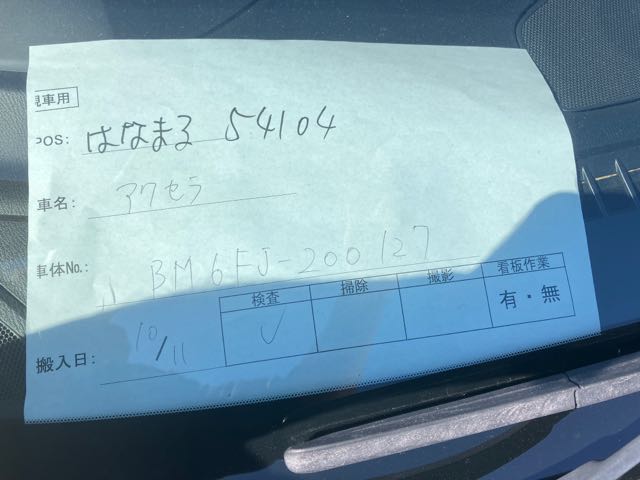 現車用
POS: はなまる 54104
車名: アクセラ
車体No.: BM6FJ-200127
検査 掃除 撮影 看板作業
搬入日: 10/11 ✓ 有・無